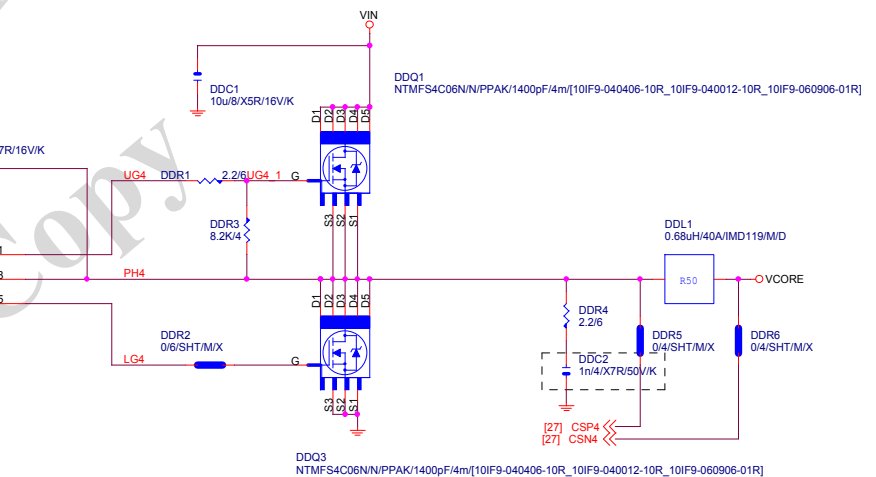 VIN
DDC1
10u/8/X5R/16V/K
DDQ1
NTMFS4C06N/N/PPAK/1400pF/4m/[10IF9-040406-10R_10IF9-040012-10R_10IF9-060906-01R]
D1
D2
D3
D4
D5
7R/16V/K
UG4
DDR1
2.2/6
UG4_1
G
S3
S2
S1
DDR3
8.2K/4
DDL1
0.68uH/40A/IMD119/M/D
R50
VCORE
PH4
D1
D2
D3
D4
D5
DDR2
0/6/SHT/M/X
LG4
G
S3
S2
S1
DDR4
2.2/6
DDC2
1n/4/X7R/50V/K
DDR5
0/4/SHT/M/X
DDR6
0/4/SHT/M/X
[27] CSP4
[27] CSN4
DDQ3
NTMFS4C06N/N/PPAK/1400pF/4m/[10IF9-040406-10R_10IF9-040012-10R_10IF9-060906-01R]
Copy